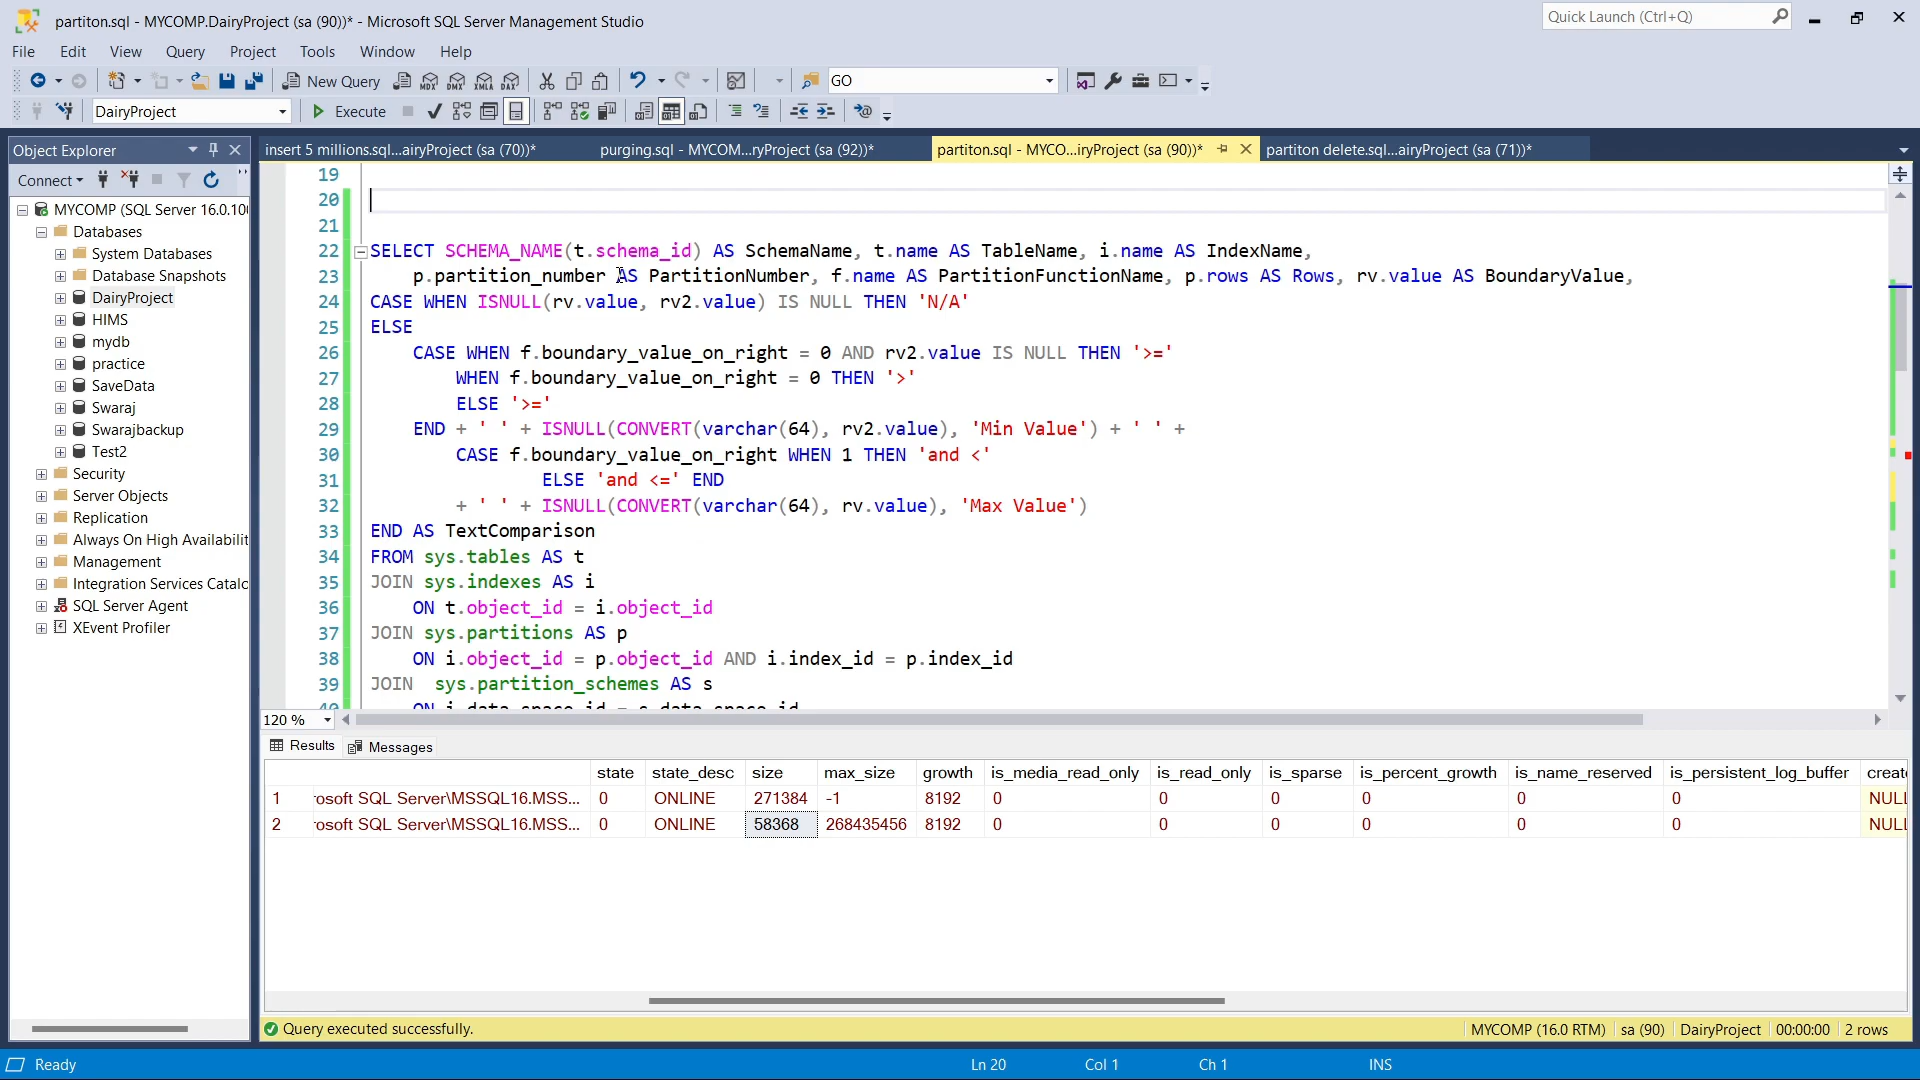 partiton.sql - MYCOMP.DairyProject (sa (90))* - Microsoft SQL Server Management Studio
Quick Launch (Ctrl+Q)
File Edit View Query Project Tools Window Help
New Query MDX DMX XMLA DAX GO
DairyProject Execute
Object Explorer
insert 5 millions.sql...airyProject (sa (70))* purging.sql - MYCOM...ryProject (sa (92))* partiton.sql - MYCO...iryProject (sa (90))* partiton delete.sql...airyProject (sa (71))*
Connect
MYCOMP (SQL Server 16.0.100
Databases
System Databases
Database Snapshots
DairyProject
HIMS
mydb
practice
SaveData
Swaraj
Swarajbackup
Test2
Security
Server Objects
Replication
Always On High Availabilit
Management
Integration Services Catalo
SQL Server Agent
XEvent Profiler
19
20
21
22 SELECT SCHEMA_NAME(t.schema_id) AS SchemaName, t.name AS TableName, i.name AS IndexName,
23 p.partition_number AS PartitionNumber, f.name AS PartitionFunctionName, p.rows AS Rows, rv.value AS BoundaryValue,
24 CASE WHEN ISNULL(rv.value, rv2.value) IS NULL THEN 'N/A'
25 ELSE
26 CASE WHEN f.boundary_value_on_right = 0 AND rv2.value IS NULL THEN '>='
27 WHEN f.boundary_value_on_right = 0 THEN '>'
28 ELSE '>='
29 END + ' ' + ISNULL(CONVERT(varchar(64), rv2.value), 'Min Value') + ' ' +
30 CASE f.boundary_value_on_right WHEN 1 THEN 'and <'
31 ELSE 'and <=' END
32 + ' ' + ISNULL(CONVERT(varchar(64), rv.value), 'Max Value')
33 END AS TextComparison
34 FROM sys.tables AS t
35 JOIN sys.indexes AS i
36 ON t.object_id = i.object_id
37 JOIN sys.partitions AS p
38 ON i.object_id = p.object_id AND i.index_id = p.index_id
39 JOIN sys.partition_schemes AS s
40 ON i.data_space_id = s.data_space_id
120 %
Results Messages
state state_desc size max_size growth is_media_read_only is_read_only is_sparse is_percent_growth is_name_reserved is_persistent_log_buffer create
1 rosoft SQL Server\MSSQL16.MSS... 0 ONLINE 271384 -1 8192 0 0 0 0 0 0 NULL
2 rosoft SQL Server\MSSQL16.MSS... 0 ONLINE 58368 268435456 8192 0 0 0 0 0 0 NULL
Query executed successfully. MYCOMP (16.0 RTM) sa (90) DairyProject 00:00:00 2 rows
Ready Ln 20 Col 1 Ch 1 INS